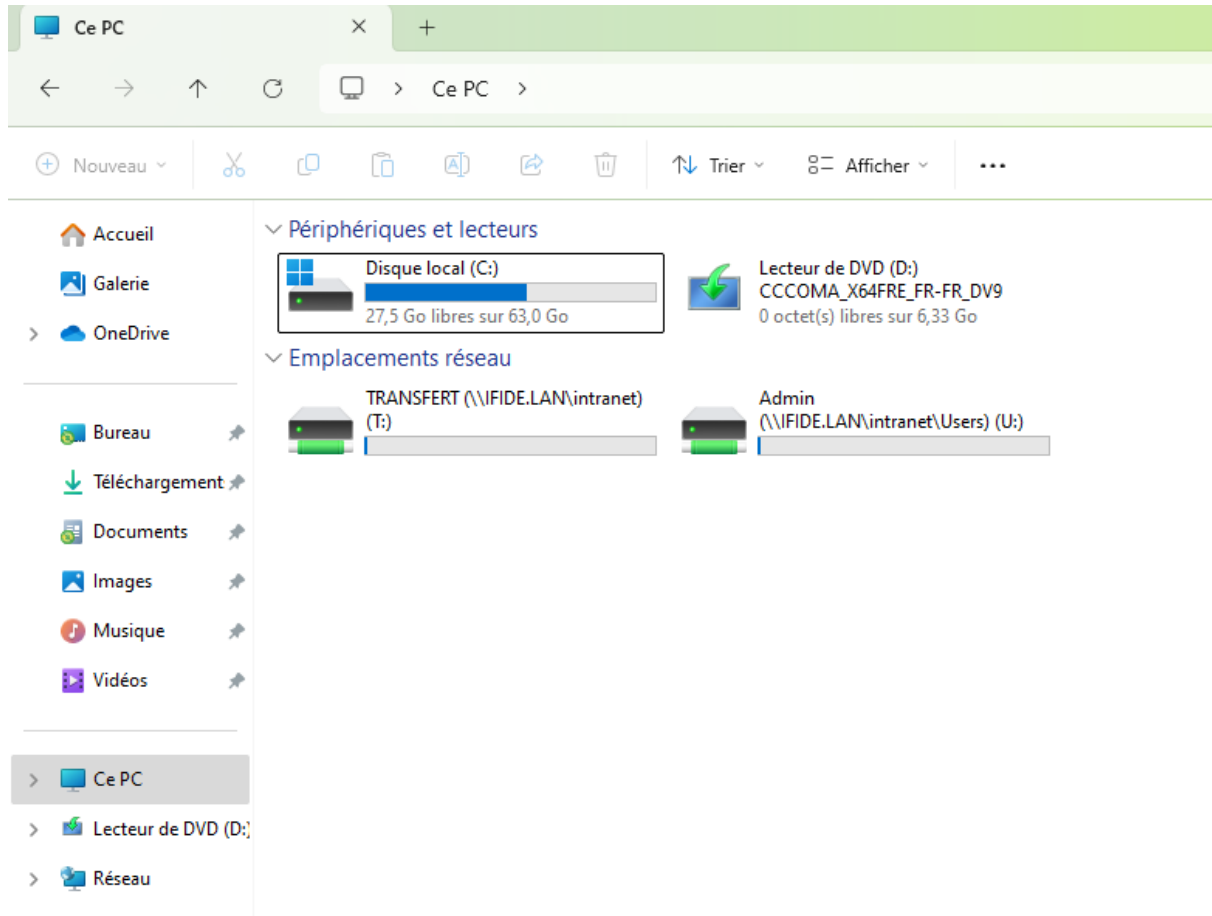 Ce PC
Ce PC
Nouveau
Trier
Afficher
Accueil
Galerie
OneDrive
Bureau
Téléchargement
Documents
Images
Musique
Vidéos
Ce PC
Lecteur de DVD (D:)
Réseau
Périphériques et lecteurs
Disque local (C:)
27,5 Go libres sur 63,0 Go
Lecteur de DVD (D:)
CCCOMA_X64FRE_FR-FR_DV9
0 octet(s) libres sur 6,33 Go
Emplacements réseau
TRANSFERT (\\IFIDE.LAN\intranet)
(T:)
Admin
(\\IFIDE.LAN\intranet\Users) (U:)